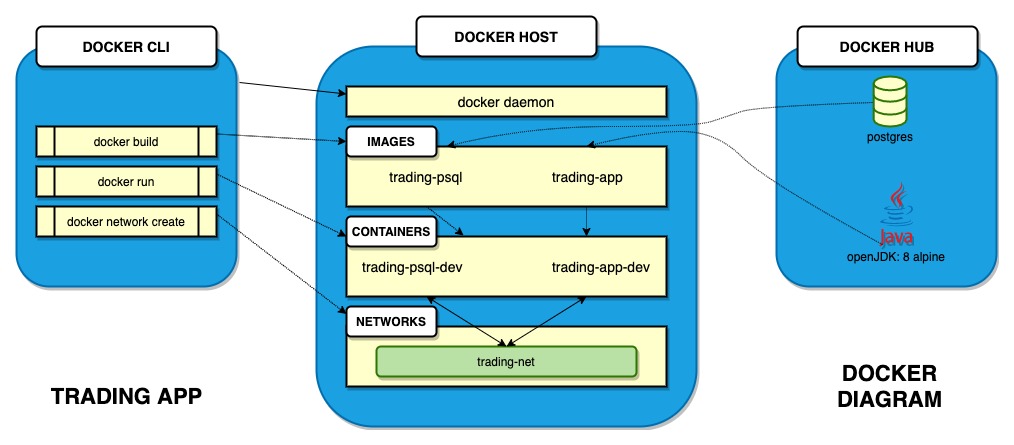 DOCKER CLI
DOCKER HOST
DOCKER HUB
docker daemon
docker build
docker run
docker network create
IMAGES
trading-psql
trading-app
CONTAINERS
trading-psql-dev
trading-app-dev
NETWORKS
trading-net
postgres
Java
openJDK: 8 alpine
TRADING APP
DOCKER
DIAGRAM